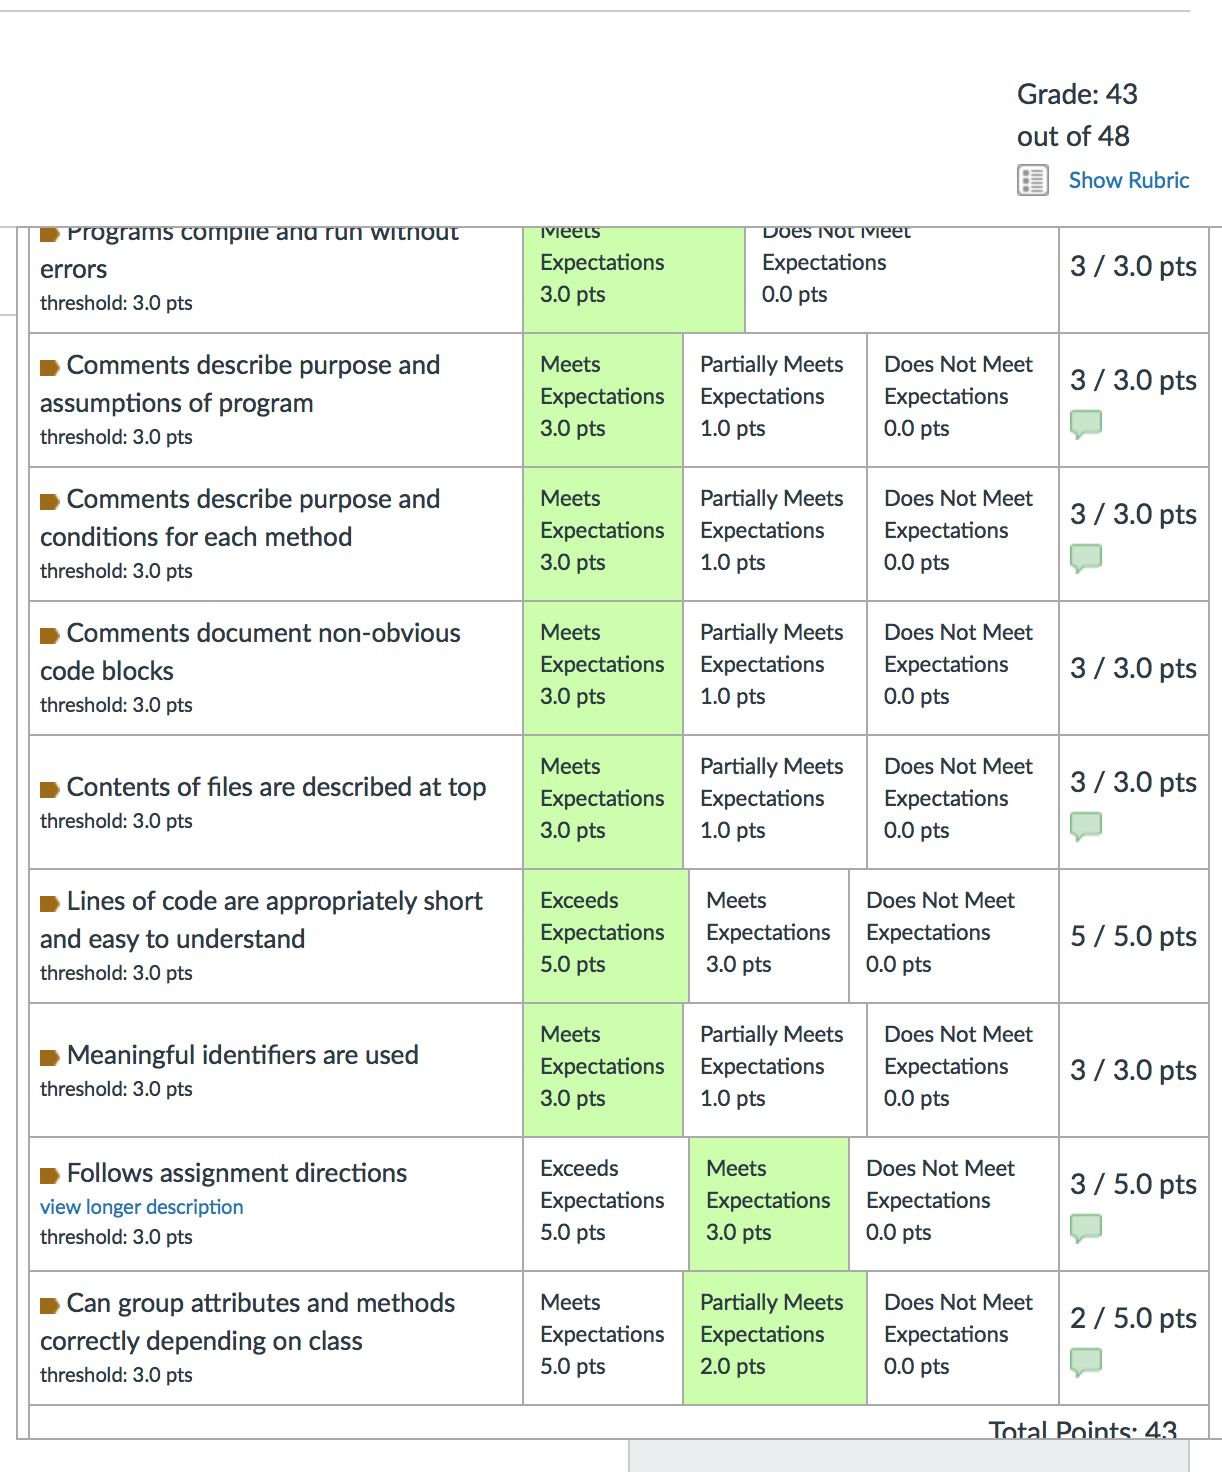 Grade: 43
out of 48
Show Rubric
Programs compile and run without
errors
threshold: 3.0 pts
Meets
Expectations
3.0 pts
Does Not Meet
Expectations
0.0 pts
3 / 3.0 pts
Comments describe purpose and
assumptions of program
threshold: 3.0 pts
Meets
Expectations
3.0 pts
Partially Meets
Expectations
1.0 pts
Does Not Meet
Expectations
0.0 pts
3 / 3.0 pts
Comments describe purpose and
conditions for each method
threshold: 3.0 pts
Meets
Expectations
3.0 pts
Partially Meets
Expectations
1.0 pts
Does Not Meet
Expectations
0.0 pts
3 / 3.0 pts
Comments document non-obvious
code blocks
threshold: 3.0 pts
Meets
Expectations
3.0 pts
Partially Meets
Expectations
1.0 pts
Does Not Meet
Expectations
0.0 pts
3 / 3.0 pts
Contents of files are described at top
threshold: 3.0 pts
Meets
Expectations
3.0 pts
Partially Meets
Expectations
1.0 pts
Does Not Meet
Expectations
0.0 pts
3 / 3.0 pts
Lines of code are appropriately short
and easy to understand
threshold: 3.0 pts
Exceeds
Expectations
5.0 pts
Meets
Expectations
3.0 pts
Does Not Meet
Expectations
0.0 pts
5 / 5.0 pts
Meaningful identifiers are used
threshold: 3.0 pts
Meets
Expectations
3.0 pts
Partially Meets
Expectations
1.0 pts
Does Not Meet
Expectations
0.0 pts
3 / 3.0 pts
Follows assignment directions
view longer description
threshold: 3.0 pts
Exceeds
Expectations
5.0 pts
Meets
Expectations
3.0 pts
Does Not Meet
Expectations
0.0 pts
3 / 5.0 pts
Can group attributes and methods
correctly depending on class
threshold: 3.0 pts
Meets
Expectations
5.0 pts
Partially Meets
Expectations
2.0 pts
Does Not Meet
Expectations
0.0 pts
2 / 5.0 pts
Total Points: 43